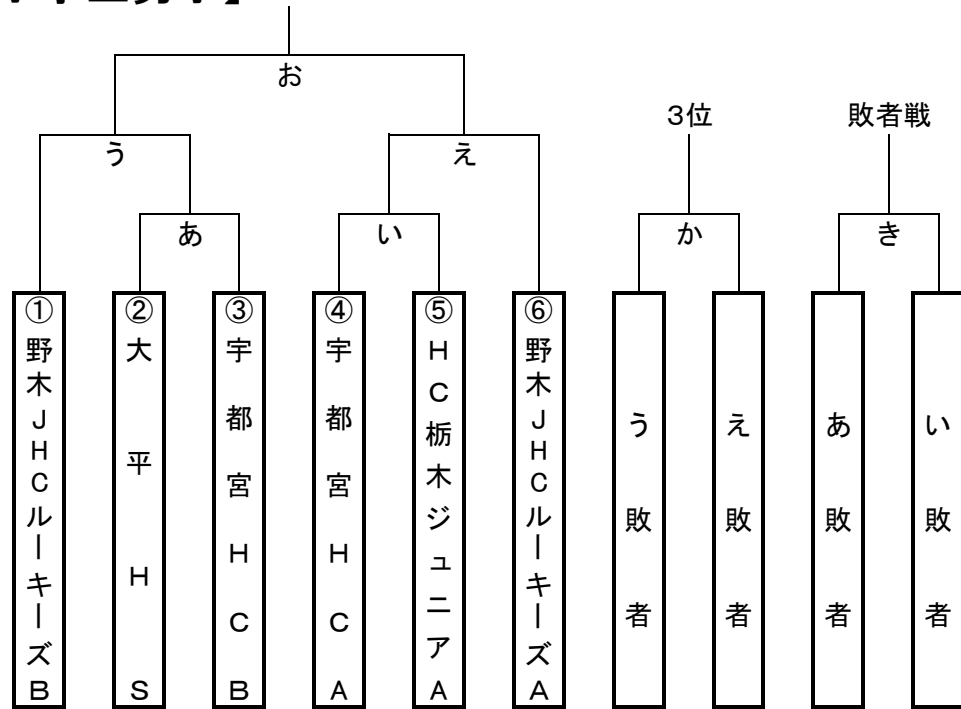 お
3位
敗者戦
う
え
あ
い
か
き
①野木JHCルーキーズB
②大平HS
③宇都宮HCB
④宇都宮HCA
⑤HC栃木ジュニアA
⑥野木JHCルーキーズA
う敗者
え敗者
あ敗者
い敗者